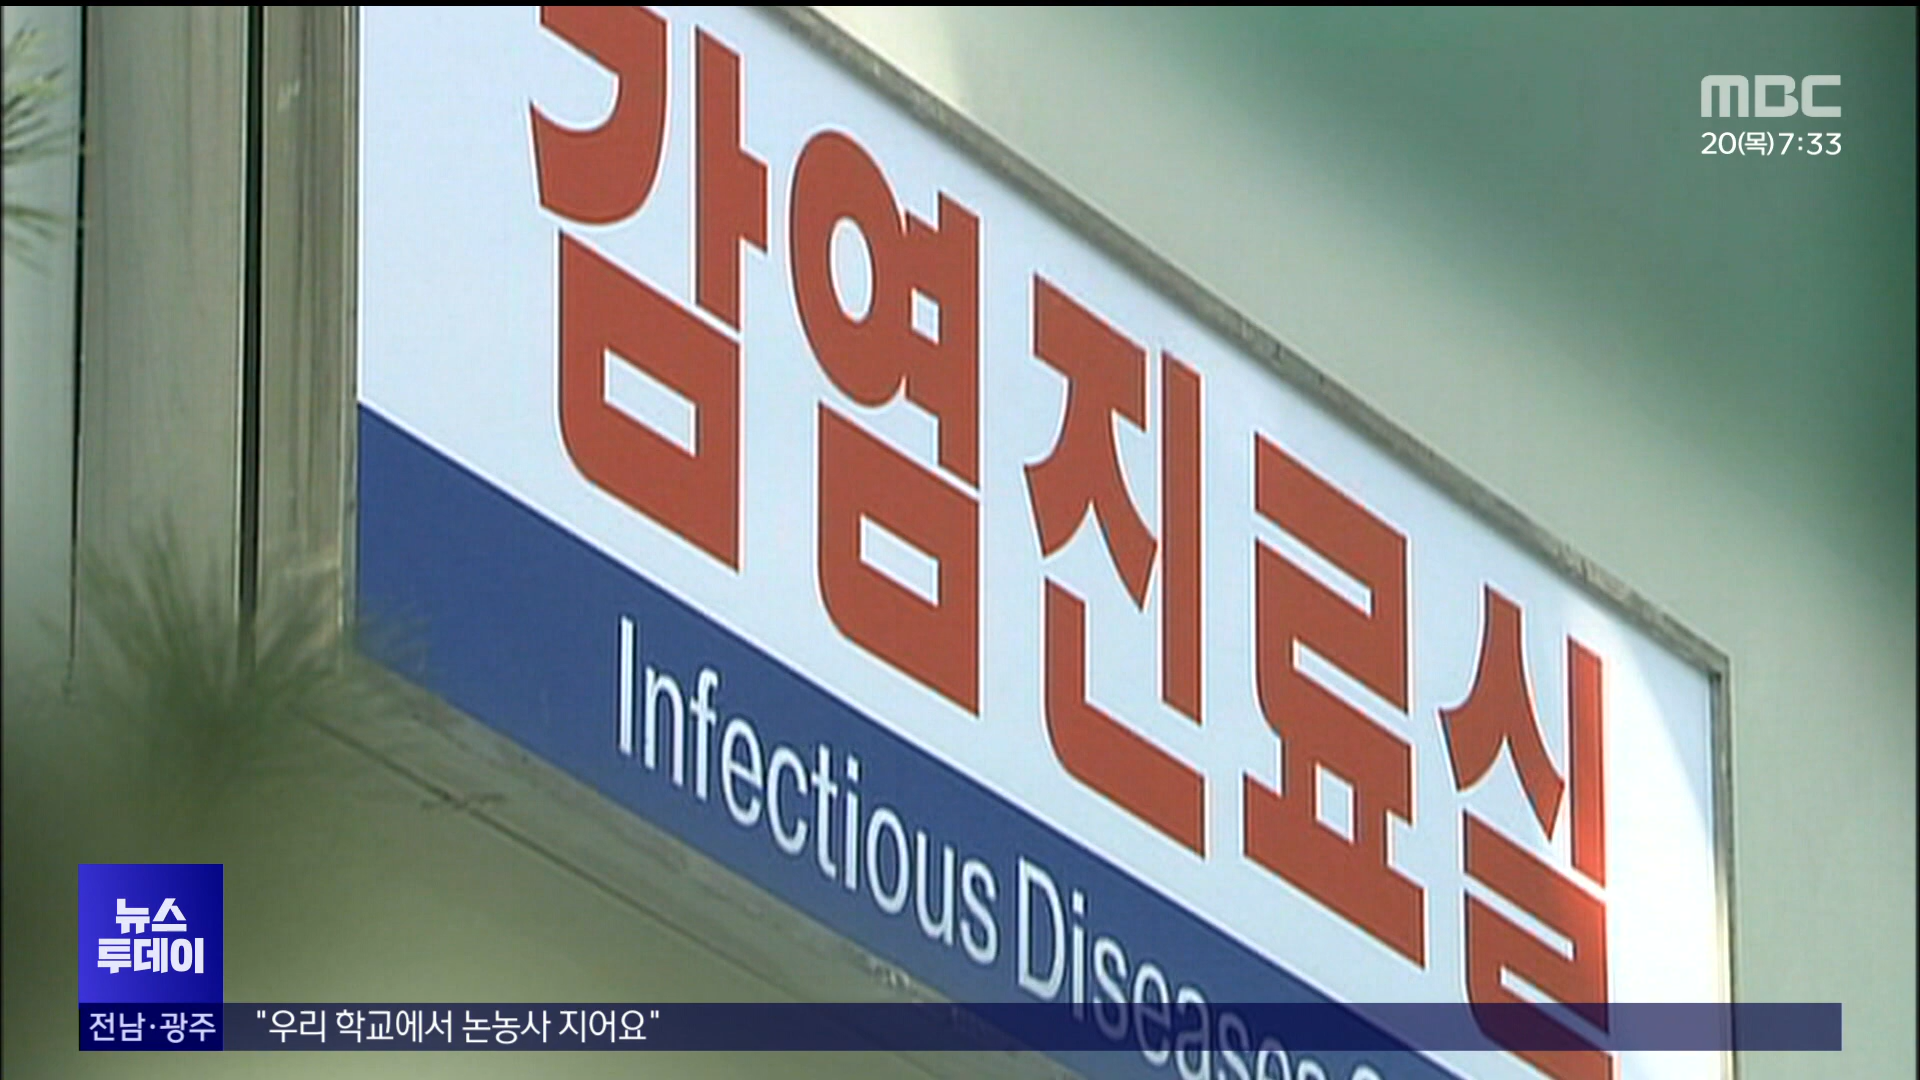 MBC
20(목) 7:33
감염진료실
Infectious Diseases
뉴스
투데이
전남·광주 "우리 학교에서 논농사 지어요"